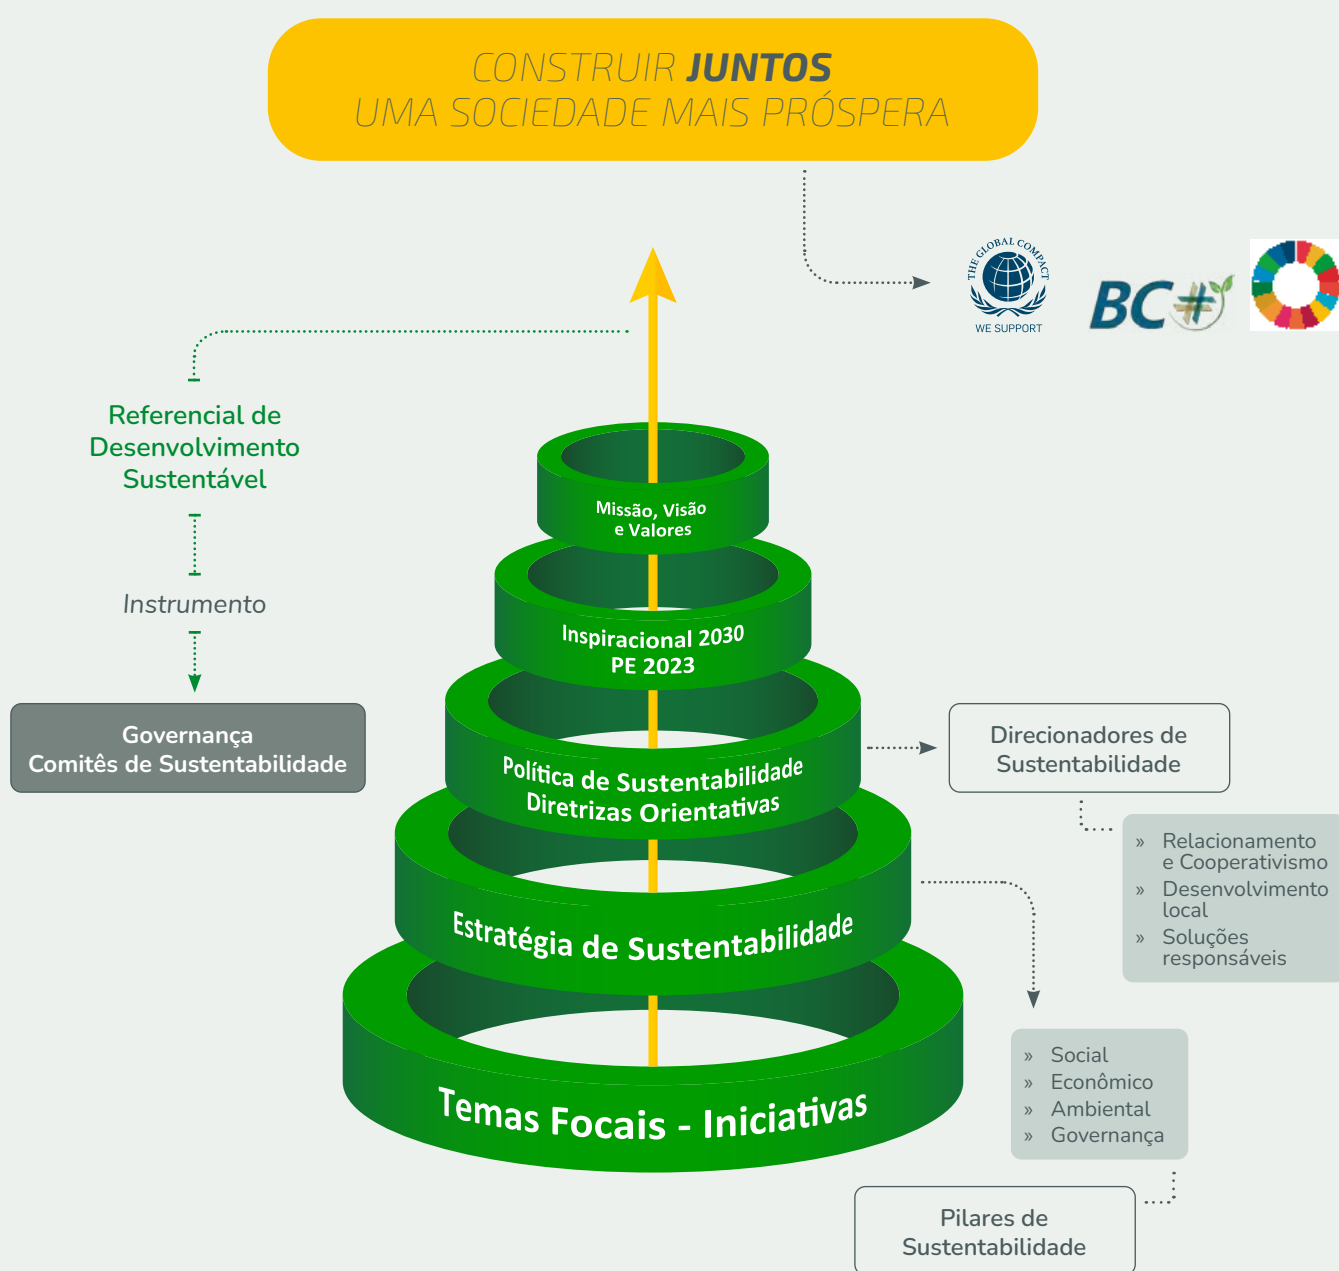 CONSTRUIR JUNTOS
UMA SOCIEDADE MAIS PRÓSPERA
THE GLOBAL COMPACT
WE SUPPORT
BC#
Referencial de
Desenvolvimento
Sustentável
Instrumento
Governança
Comitês de Sustentabilidade
Missão, Visão
e Valores
Inspiracional 2030
PE 2023
Política de Sustentabilidade
Diretrizas Orientativas
Estratégia de Sustentabilidade
Temas Focais - Iniciativas
Direcionadores de
Sustentabilidade
» Relacionamento
e Cooperativismo
» Desenvolvimento
local
» Soluções
responsáveis
» Social
» Econômico
» Ambiental
» Governança
Pilares de
Sustentabilidade